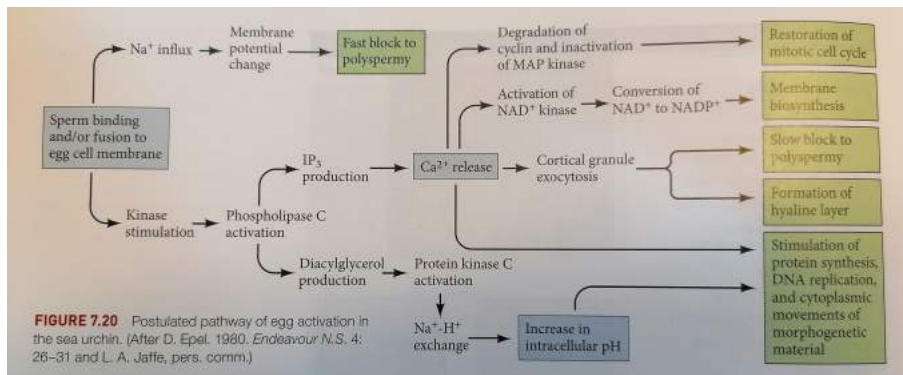 Na⁺ influx
Membrane
potential
change
Fast block to
polyspermy
Degradation of
cyclin and inactivation
of MAP kinase
Restoration of
mitotic cell cycle
Activation of
NAD⁺ kinase
Conversion of
NAD⁺ to NADP⁺
Membrane
biosynthesis
Sperm binding
and/or fusion to
egg cell membrane
IP₃
production
Ca²⁺ release
Cortical granule
exocytosis
Slow block to
polyspermy
Formation of
hyaline layer
Kinase
stimulation
Phospholipase C
activation
Diacylglycerol
production
Protein kinase C
activation
Na⁺-H⁺
exchange
Increase in
intracellular pH
Stimulation of
protein synthesis,
DNA replication,
and cytoplasmic
movements of
morphogenetic
material
FIGURE 7.20 Postulated pathway of egg activation in
the sea urchin. (After D. Epel. 1980. Endeavour N.S. 4:
26–31 and L. A. Jaffe, pers. comm.)